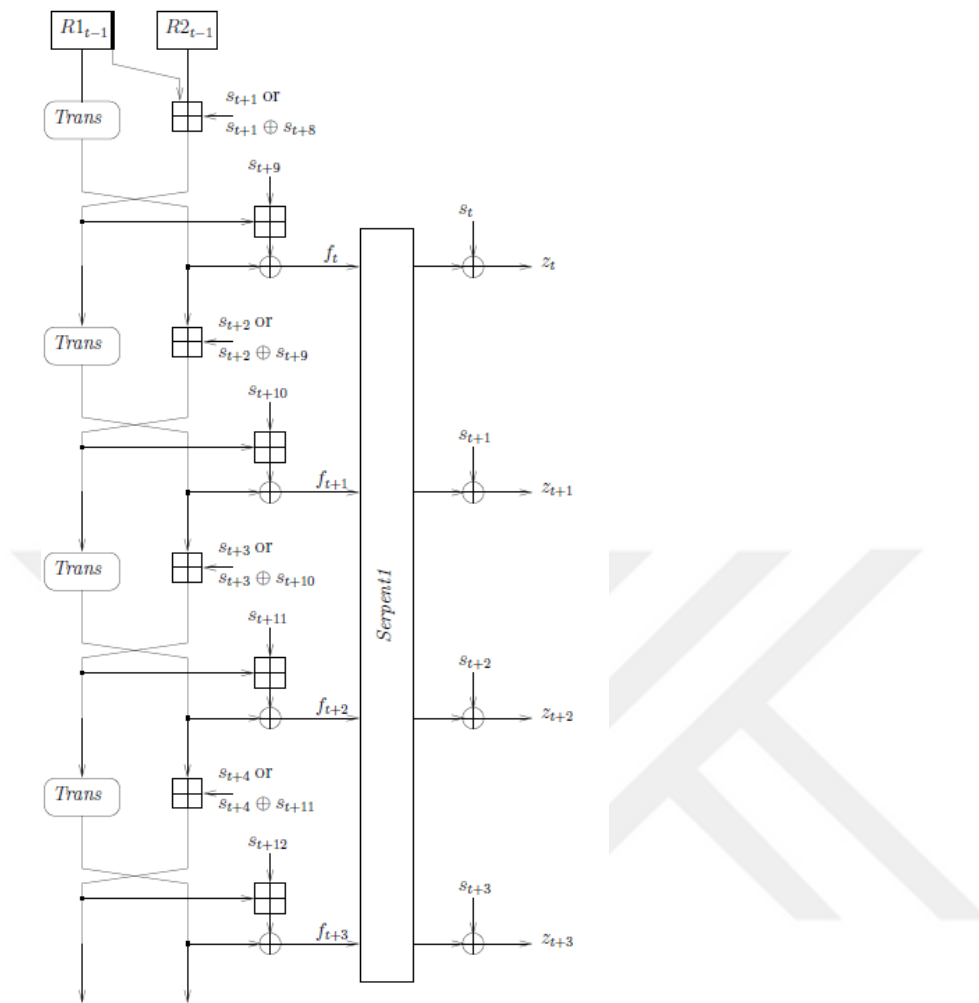 R1_{t−1} R2_{t−1}
Trans
s_{t+1} or
s_{t+1} ⊕ s_{t+8}
s_{t+9}
s_t
f_t
z_t
Trans
s_{t+2} or
s_{t+2} ⊕ s_{t+9}
s_{t+10}
s_{t+1}
f_{t+1}
z_{t+1}
Trans
s_{t+3} or
s_{t+3} ⊕ s_{t+10}
Serpent1
s_{t+11}
s_{t+2}
f_{t+2}
z_{t+2}
Trans
s_{t+4} or
s_{t+4} ⊕ s_{t+11}
s_{t+12}
s_{t+3}
f_{t+3}
z_{t+3}